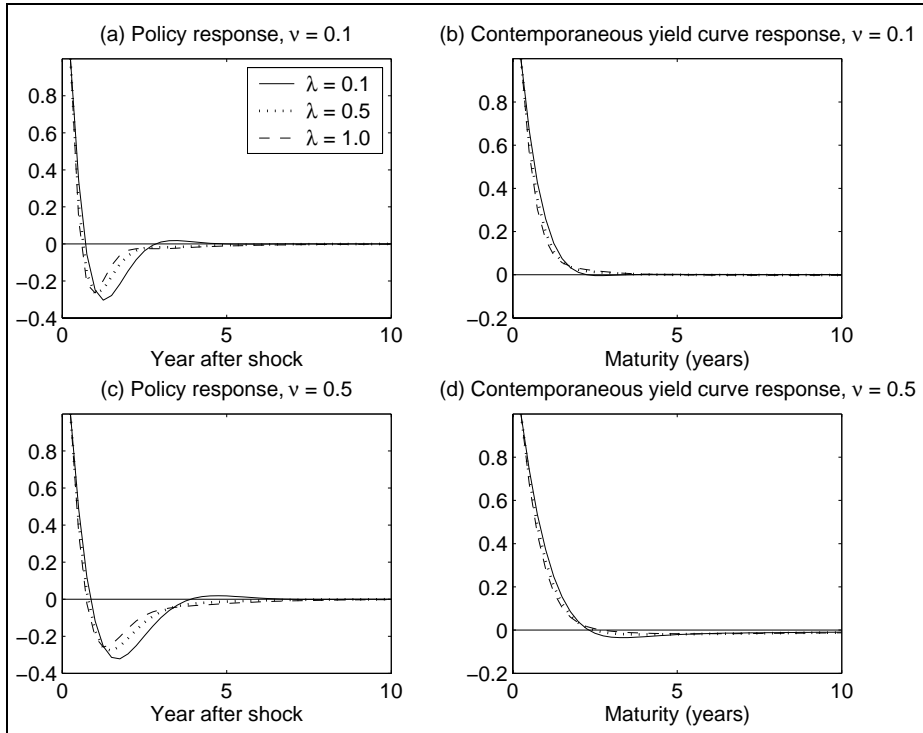 (a) Policy response, ν = 0.1
0.8
0.6
0.4
0.2
0
−0.2
−0.4
0 5 10
Year after shock
λ = 0.1
λ = 0.5
λ = 1.0
(b) Contemporaneous yield curve response, ν = 0.1
0.8
0.6
0.4
0.2
0
−0.2
0 5 10
Maturity (years)
(c) Policy response, ν = 0.5
0.8
0.6
0.4
0.2
0
−0.2
−0.4
0 5 10
Year after shock
(d) Contemporaneous yield curve response, ν = 0.5
0.8
0.6
0.4
0.2
0
−0.2
0 5 10
Maturity (years)